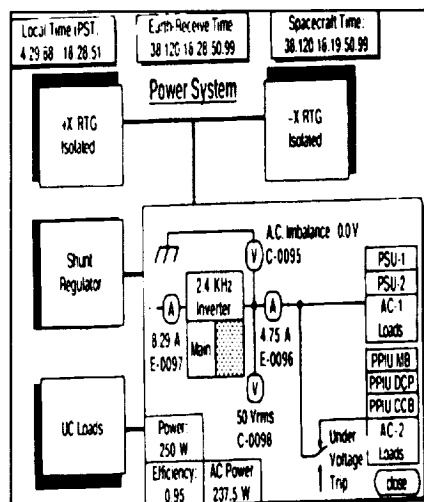 Local Time (PST:
4 29 88 18 28 51
Earth-Receive Time
38 120 16 28 50.99
Spacecraft Time:
38.120 16.19 50.99
Power System
+X RTG
Isolated
-X RTG
Isolated
Shunt
Regulator
UC Loads
A.C. Imbalance 0.0 V
C-0095
V
2.4 KHz
Inverter
Main
A
8.29 A
E-0097
A
4.75 A
E-0096
V
50 Vrms
C-0098
PSU-1
PSU-2
AC-1
Loads
PPIU MB
PPIU DCP
PPIU CCB
AC-2
Loads
Under
Voltage
Trip
Power:
250 W
Efficiency:
0.95
AC Power
237.5 W
close